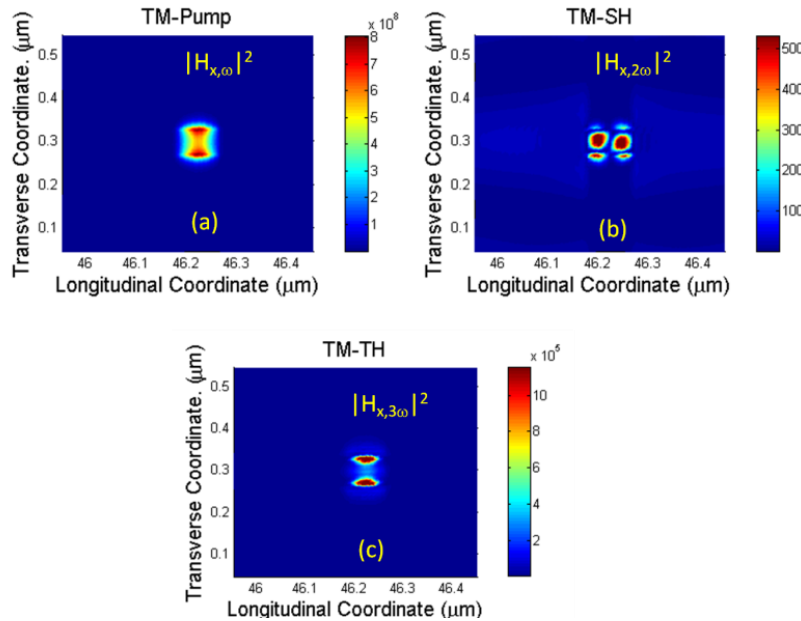 TM-Pump
x 10^8
|H_{x,ω}|^2
0.5
0.4
0.3
0.2
0.1
8
7
6
5
4
3
2
1
(a)
46 46.1 46.2 46.3 46.4
Transverse Coordinate. (μm)
Longitudinal Coordinate (μm)
TM-SH
|H_{x,2ω}|^2
0.5
0.4
0.3
0.2
0.1
500
400
300
200
100
(b)
46 46.1 46.2 46.3 46.4
Transverse Coordinate. (μm)
Longitudinal Coordinate (μm)
TM-TH
x 10^5
|H_{x,3ω}|^2
0.5
0.4
0.3
0.2
0.1
10
8
6
4
2
(c)
46 46.1 46.2 46.3 46.4
Transverse Coordinate. (μm)
Longitudinal Coordinate (μm)